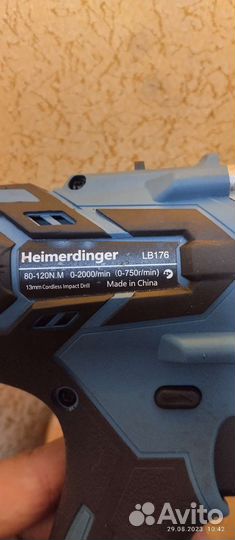 Heimerdinger LB176
80-120N.M 0-2000/min (0-750r/min)
13mm Cordless Impact Drill Made in China
Avito
29.08.2023 10:42